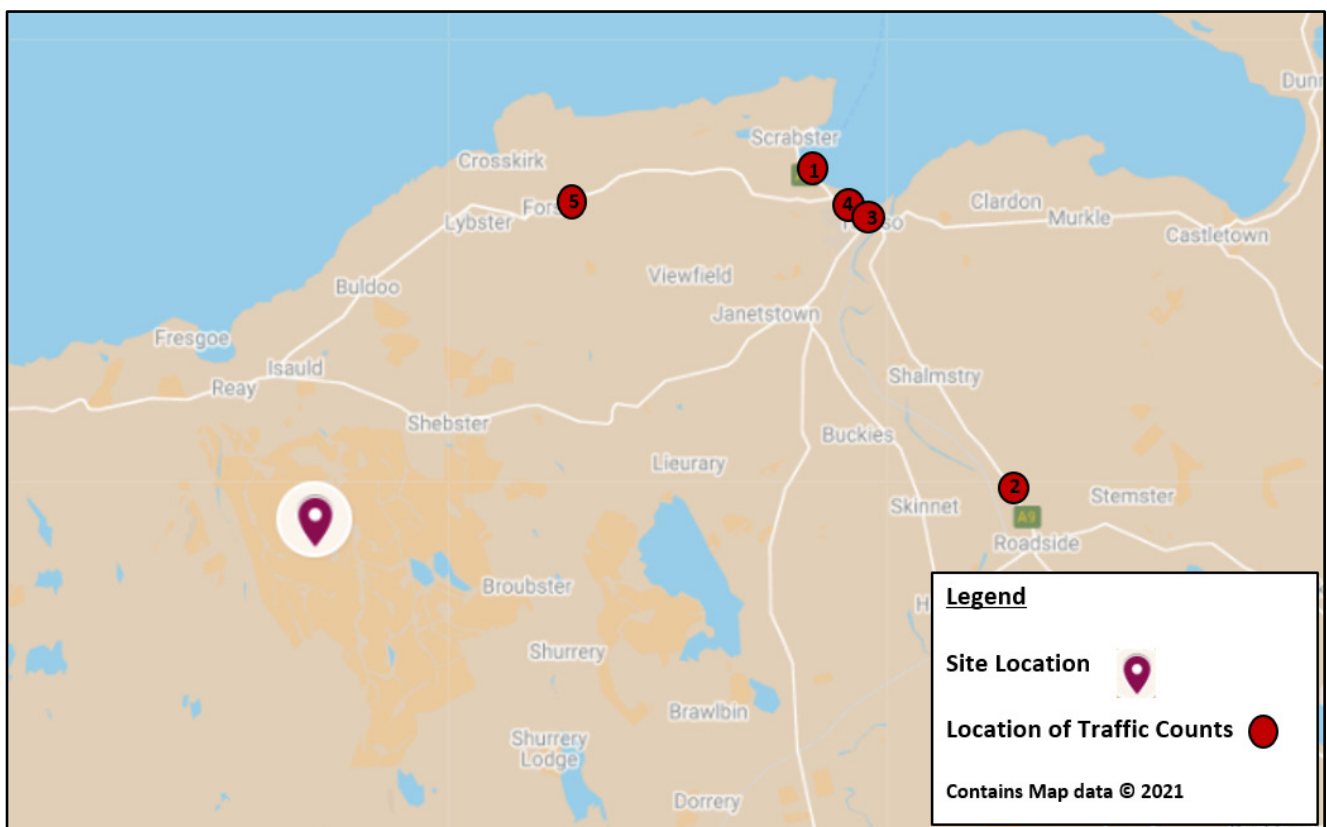 Dunn
Scrabster
1
Crosskirk
5
4
3
Clardon
Murkle
Castletown
Lybster
Viewfield
Buldoo
Janetstown
Fresgoe
Isauld
Reay
Shalmstry
Shebster
Buckies
Lieurary
2
Stemster
Skinnet
A9
Roadside
Broubster
Shurrery
Brawlbin
Shurrery
Lodge
Dorrery
Legend
Site Location
Location of Traffic Counts
Contains Map data © 2021